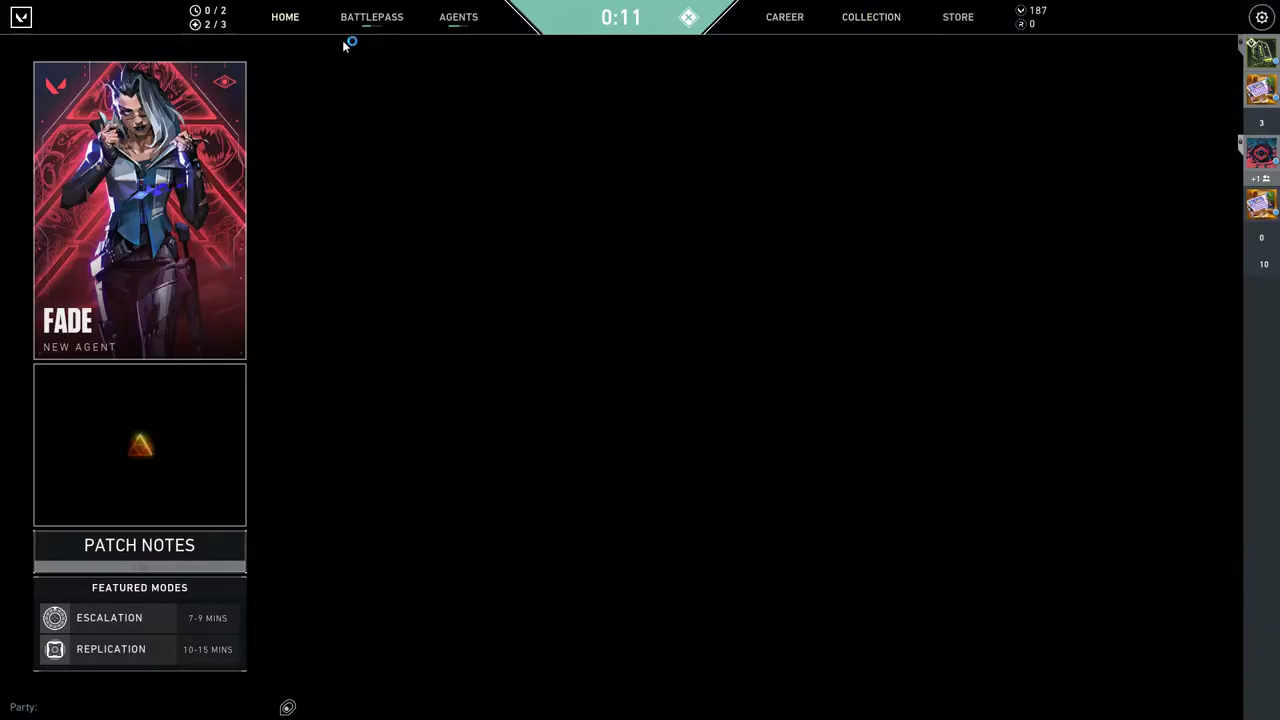 0 / 2
2 / 3
HOME
BATTLEPASS
AGENTS
0:11
CAREER
COLLECTION
STORE
187
0
FADE
NEW AGENT
PATCH NOTES
FEATURED MODES
ESCALATION
7-9 MINS
REPLICATION
10-15 MINS
Party:
3
+1
0
10